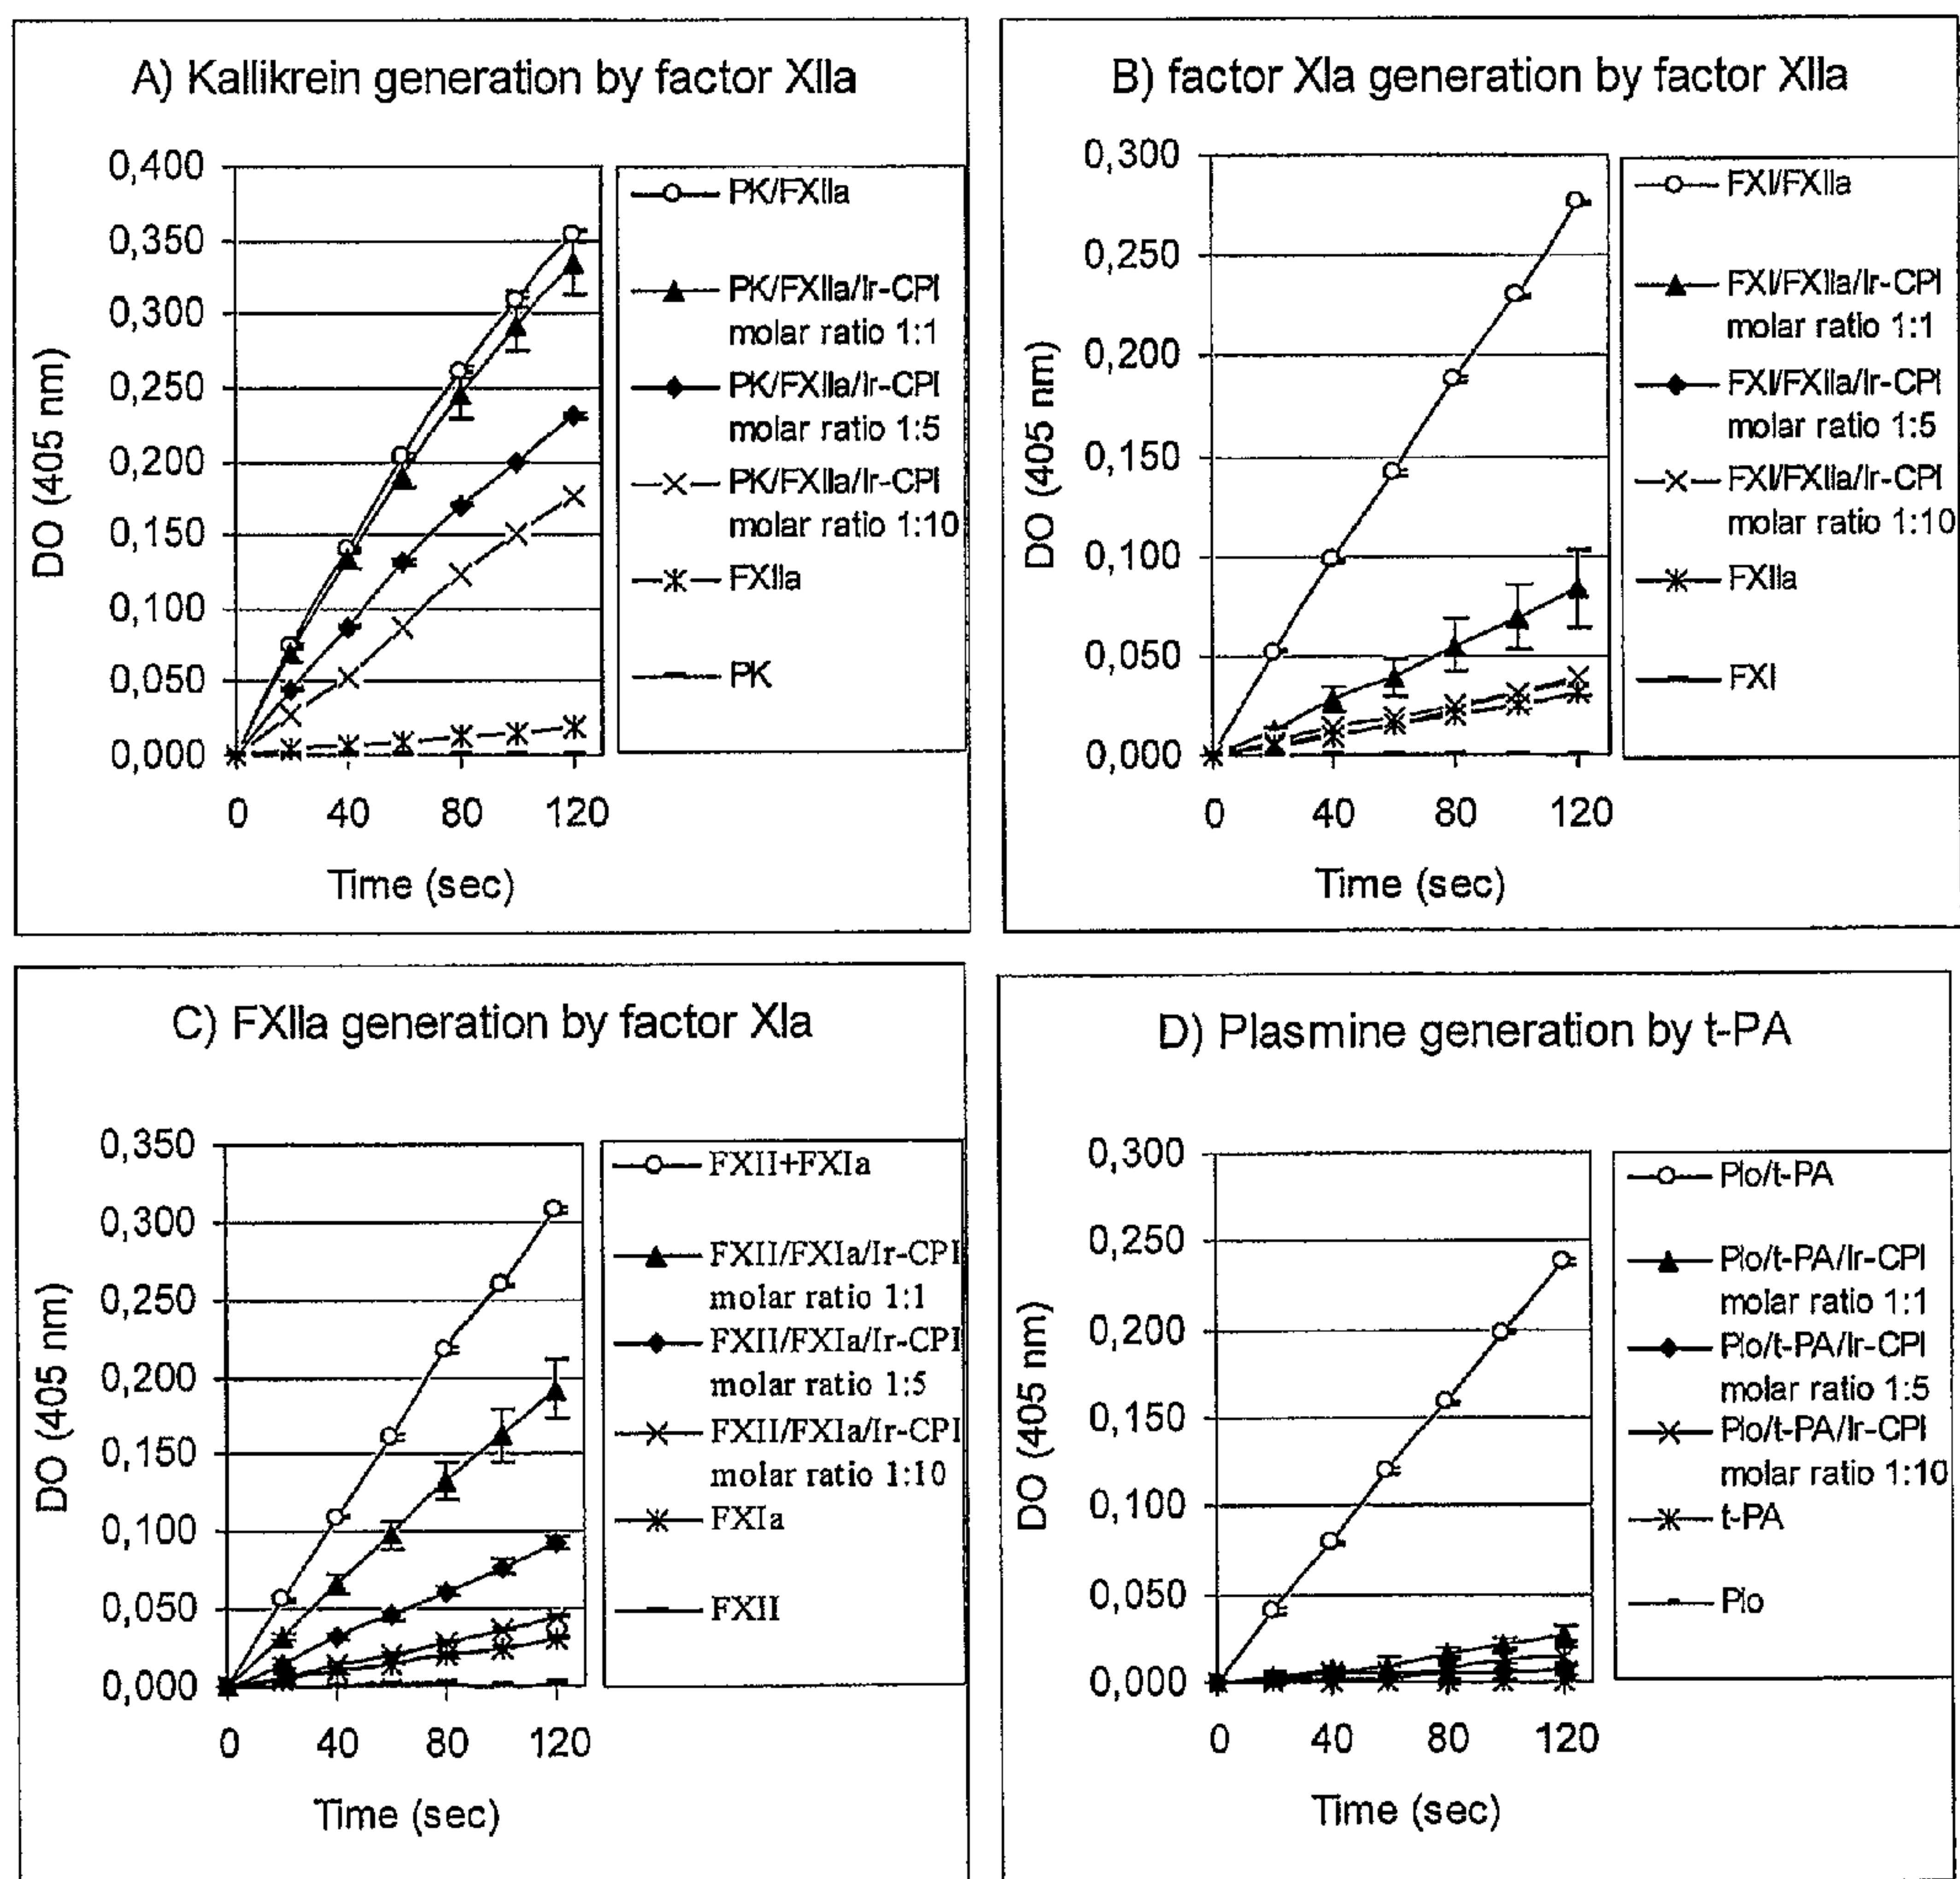 A) Kallikrein generation by factor XIIa
0,400
0,350
0,300
0,250
0,200
0,150
0,100
0,050
0,000
DO (405 nm)
0 40 80 120
Time (sec)
PK/FXIIa
PK/FXIIa/Ir-CPI
molar ratio 1:1
PK/FXIIa/Ir-CPI
molar ratio 1:5
PK/FXIIa/Ir-CPI
molar ratio 1:10
FXIIa
PK
B) factor XIa generation by factor XIIa
0,300
0,250
0,200
0,150
0,100
0,050
0,000
DO (405 nm)
0 40 80 120
Time (sec)
FXI/FXIIa
FXI/FXIIa/Ir-CPI
molar ratio 1:1
FXI/FXIIa/Ir-CPI
molar ratio 1:5
FXI/FXIIa/Ir-CPI
molar ratio 1:10
FXIIa
FXI
C) FXIIa generation by factor XIa
0,350
0,300
0,250
0,200
0,150
0,100
0,050
0,000
DO (405 nm)
0 40 80 120
Time (sec)
FXII+FXIa
FXII/FXIa/Ir-CPI
molar ratio 1:1
FXII/FXIa/Ir-CPI
molar ratio 1:5
FXII/FXIa/Ir-CPI
molar ratio 1:10
FXIa
FXII
D) Plasmine generation by t-PA
0,300
0,250
0,200
0,150
0,100
0,050
0,000
DO (405 nm)
0 40 80 120
Time (sec)
Plo/t-PA
Plo/t-PA/Ir-CPI
molar ratio 1:1
Plo/t-PA/Ir-CPI
molar ratio 1:5
Plo/t-PA/Ir-CPI
molar ratio 1:10
t-PA
Plo